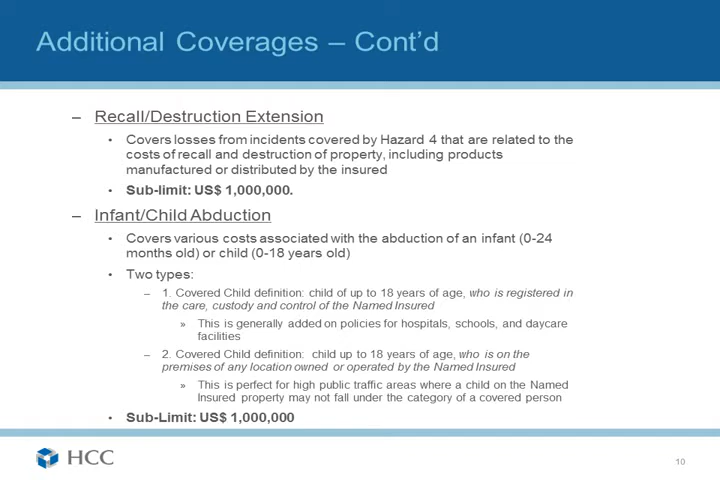 Additional Coverages – Cont’d
– Recall/Destruction Extension
• Covers losses from incidents covered by Hazard 4 that are related to the
costs of recall and destruction of property, including products
manufactured or distributed by the insured
• Sub-limit: US$ 1,000,000.
– Infant/Child Abduction
• Covers various costs associated with the abduction of an infant (0-24
months old) or child (0-18 years old)
• Two types:
– 1. Covered Child definition: child of up to 18 years of age, who is registered in
the care, custody and control of the Named Insured
» This is generally added on policies for hospitals, schools, and daycare
facilities
– 2. Covered Child definition: child up to 18 years of age, who is on the
premises of any location owned or operated by the Named Insured
» This is perfect for high public traffic areas where a child on the Named
Insured property may not fall under the category of a covered person
• Sub-Limit: US$ 1,000,000
HCC
10